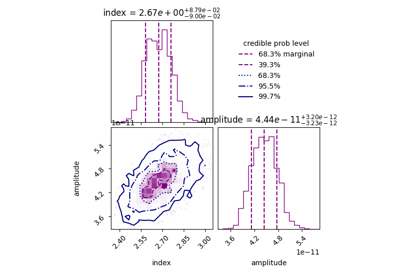 index = 2.67e+00+8.79e-02 -9.00e-02
credible prob level
68.3% marginal
39.3%
68.3%
95.5%
99.7%
1e-11
amplitude = 4.44e-11+3.20e-12 -3.23e-12
amplitude
5.4
4.8
4.2
3.6
2.40 2.55 2.70 2.85 3.00
3.6 4.2 4.8 5.4
1e-11
index
amplitude